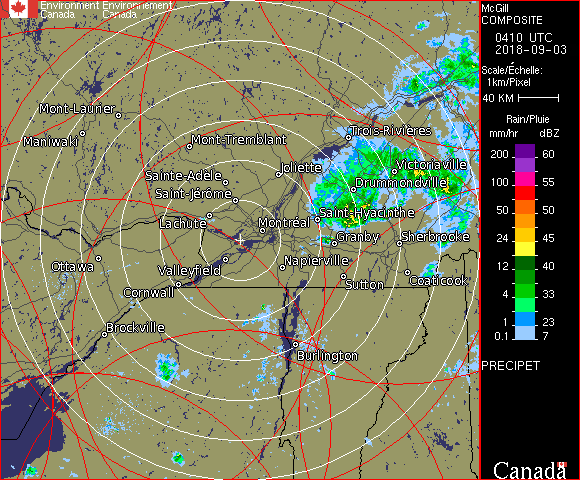 Environment Environnement
Canada Canada
Mont-Laurier
Maniwaki
Mont-Tremblant
Trois-Rivières
Joliette
Victoriaville
Sainte-Adèle
Drummondville
Saint-Jérôme
Saint-Hyacinthe
Lachute
Montréal
Granby
Sherbrooke
Ottawa
Valleyfield
Napierville
Coaticook
Sutton
Cornwall
Brockville
Burlington
McGill
COMPOSITE
0410 UTC
2018-09-03
Scale/Échelle:
1km/Pixel
40 KM
Rain/Pluie
mm/hr dBZ
200 60
100 55
50 50
24 45
12 40
4 33
1 23
0.1 7
PRECIPET
Canada